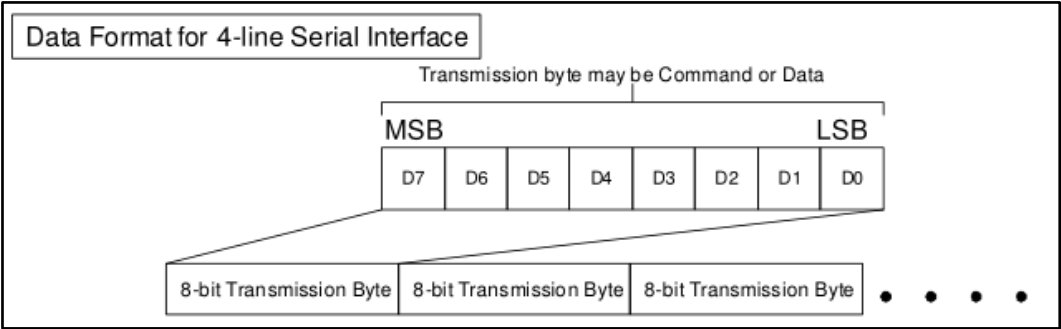 Data Format for 4-line Serial Interface
Transmission byte may be Command or Data
MSB LSB
D7 D6 D5 D4 D3 D2 D1 D0
8-bit Transmission Byte 8-bit Transmission Byte 8-bit Transmission Byte